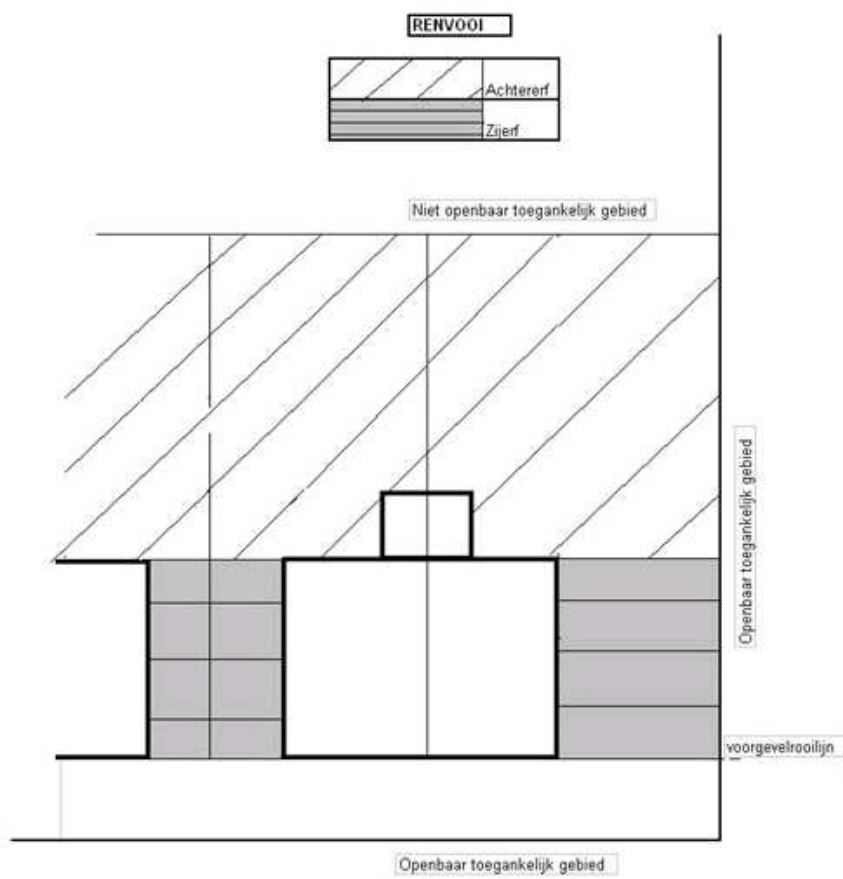 RENVOOI
Achtererf
Zijerf
Niet openbaar toegankelijk gebied
Openbaar toegankelijk gebied
voorgevelrooilijn
Openbaar toegankelijk gebied